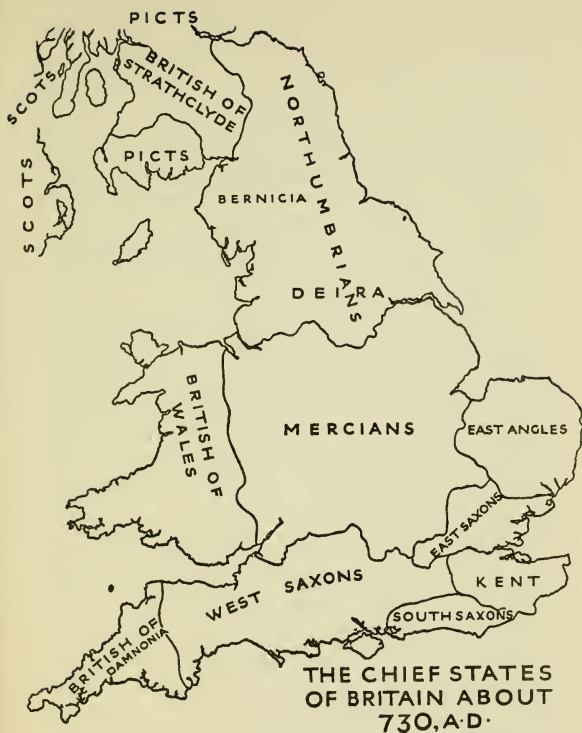 PICTS
BRITISH OF
STRATHCLYDE
SCOTS
PICTS
SCOTS
NORTHUMBRIANS
BERNICIA
DEIRA
BRITISH OF
WALES
MERCIANS
EAST ANGLES
EAST SAXONS
WEST SAXONS
KENT
SOUTH SAXONS
BRITISH OF
DAMNONIA
THE CHIEF STATES
OF BRITAIN ABOUT
730, A·D·